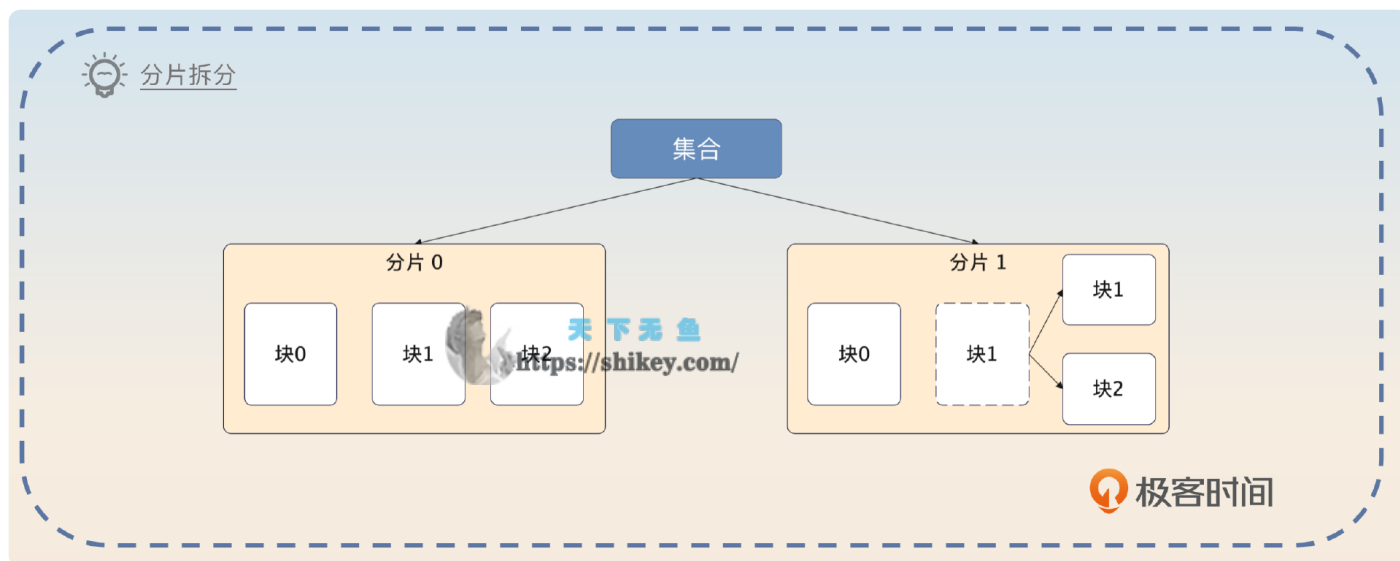 分片拆分
集合
分片 0
块0
块1
块2
分片 1
块0
块1
块1
块2
天下无鱼
https://shikey.com/
极客时间